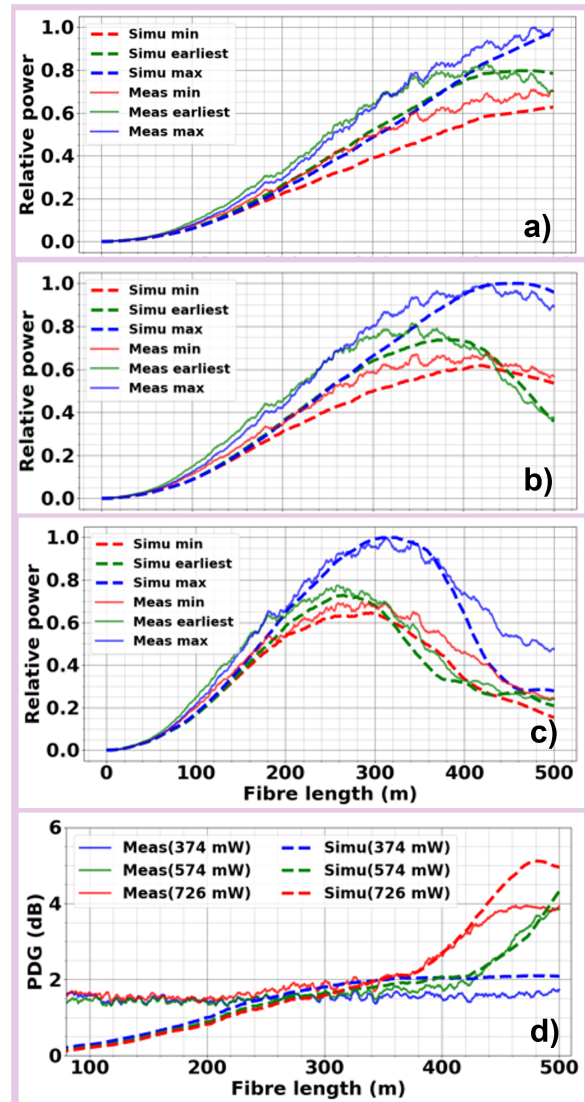 1.0
0.8
0.6
0.4
0.2
0.0
Relative power
Simu min
Simu earliest
Simu max
Meas min
Meas earliest
Meas max
a)
1.0
0.8
0.6
0.4
0.2
0.0
Relative power
Simu min
Simu earliest
Simu max
Meas min
Meas earliest
Meas max
b)
1.0
0.8
0.6
0.4
0.2
0.0
Relative power
Simu min
Simu earliest
Simu max
Meas min
Meas earliest
Meas max
c)
0 100 200 300 400 500
Fibre length (m)
6
4
2
0
PDG (dB)
Meas(374 mW) Simu(374 mW)
Meas(574 mW) Simu(574 mW)
Meas(726 mW) Simu(726 mW)
d)
100 200 300 400 500
Fibre length (m)